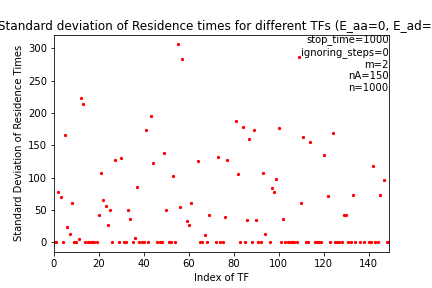 Standard deviation of Residence times for different TFs (E_aa=0, E_ad=
stop_time=1000
ignoring_steps=0
m=2
nA=150
n=1000
Standard Deviation of Residence Times
300
250
200
150
100
50
0
0 20 40 60 80 100 120 140
Index of TF